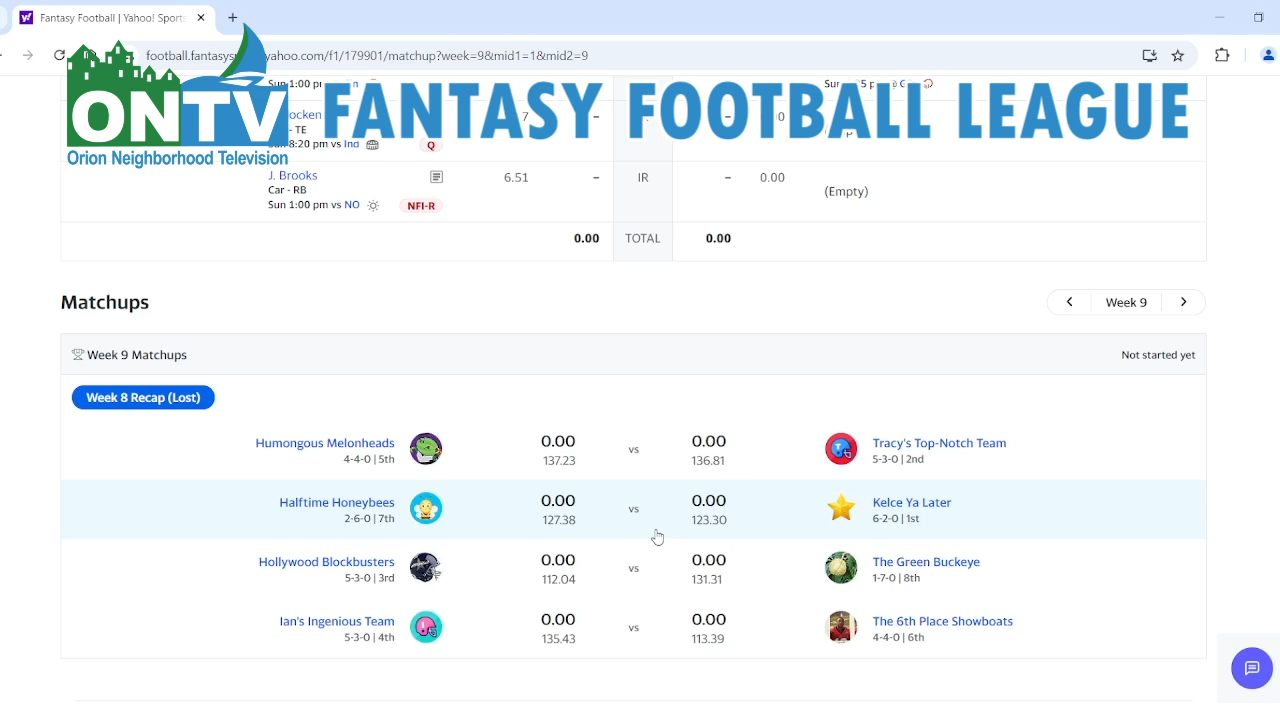 Fantasy Football | Yahoo! Sports
yahoo.com/f1/179901/matchup?week=9&mid1=1&mid2=9
football.fantasysp
ONTV
Orion Neighborhood Television
FANTASY FOOTBALL LEAGUE
- TE
8:20 pm vs Ind
Q
J. Brooks
Car - RB
Sun 1:00 pm vs NO
NFI-R
6.51
–
IR
–
0.00
(Empty)
0.00
TOTAL
0.00
Matchups
Week 9
Week 9 Matchups
Not started yet
Week 8 Recap (Lost)
Humongous Melonheads
4-4-0 | 5th
0.00
137.23
vs
0.00
136.81
Tracy's Top-Notch Team
5-3-0 | 2nd
Halftime Honeybees
2-6-0 | 7th
0.00
127.38
vs
0.00
123.30
Kelce Ya Later
6-2-0 | 1st
Hollywood Blockbusters
5-3-0 | 3rd
0.00
112.04
vs
0.00
131.31
The Green Buckeye
1-7-0 | 8th
Ian's Ingenious Team
5-3-0 | 4th
0.00
135.43
vs
0.00
113.39
The 6th Place Showboats
4-4-0 | 6th